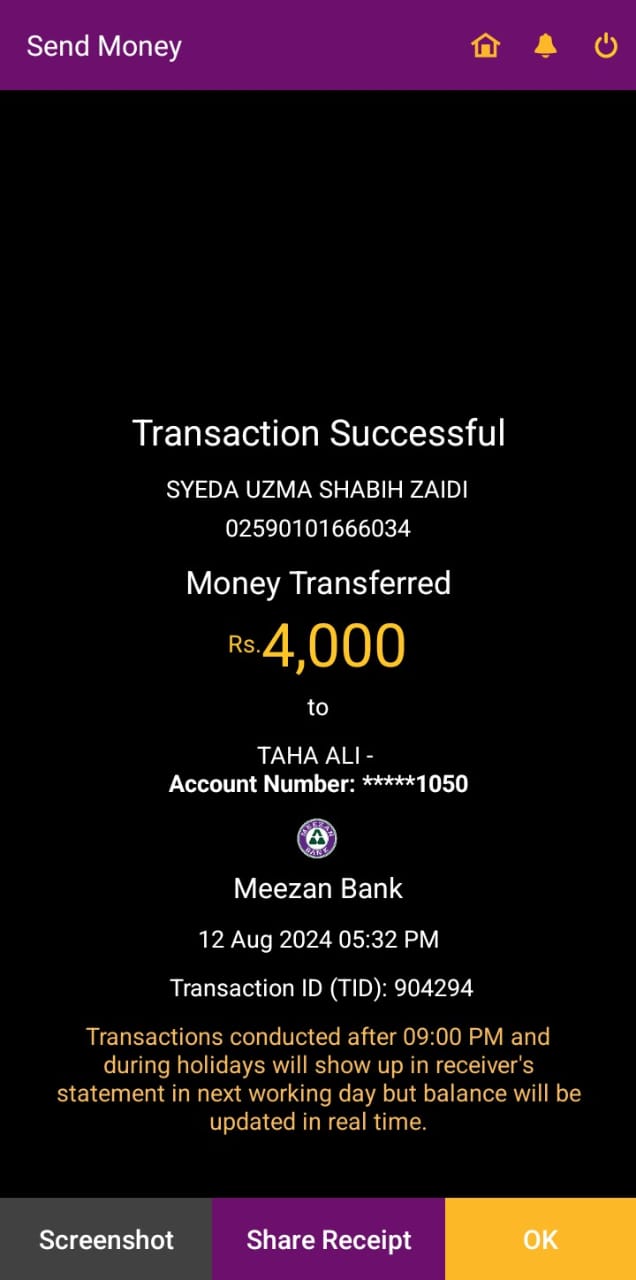 Send Money
Transaction Successful
SYEDA UZMA SHABIH ZAIDI
02590101666034
Money Transferred
Rs.4,000
to
TAHA ALI -
Account Number: *****1050
MEEZAN
BANK
Meezan Bank
12 Aug 2024 05:32 PM
Transaction ID (TID): 904294
Transactions conducted after 09:00 PM and
during holidays will show up in receiver's
statement in next working day but balance will be
updated in real time.
Screenshot
Share Receipt
OK